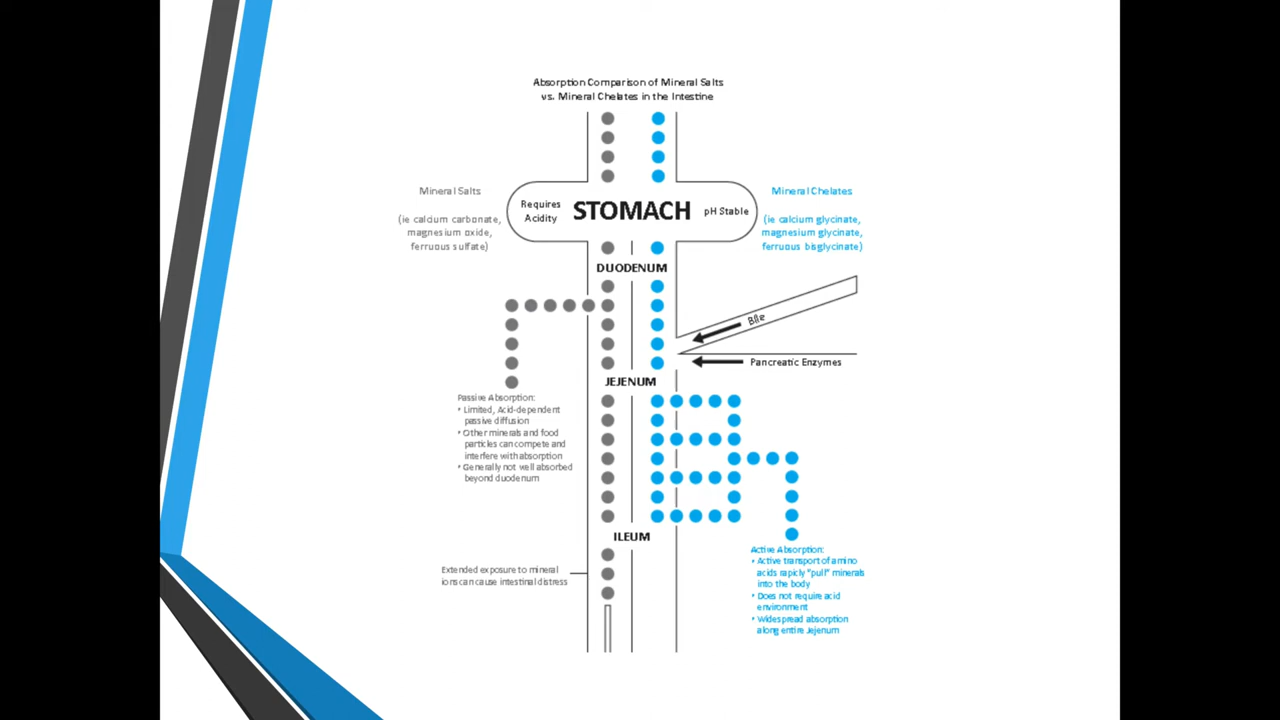 Absorption Comparison of Mineral Salts
vs. Mineral Chelates in the Intestine
Mineral Salts
(ie calcium carbonate,
magnesium oxide,
ferruous sulfate)
Requires
Acidity
STOMACH
pH Stable
Mineral Chelates
(ie calcium glycinate,
magnesium glycinate,
ferruous bisglycinate)
DUODENUM
Bile
Pancreatic Enzymes
JEJENUM
Passive Absorption:
• Limited, Acid-dependent
passive diffusion
• Other minerals and food
particles can compete and
interfere with absorption
• Generally not well absorbed
beyond duodenum
ILEUM
Active Absorption:
• Active transport of amino
acids rapicly "pull" minerals
into the body
• Does not require acid
environment
• Widespread absorption
along entire Jejenum
Extended exposure to mineral
ions can cause intestinal distress